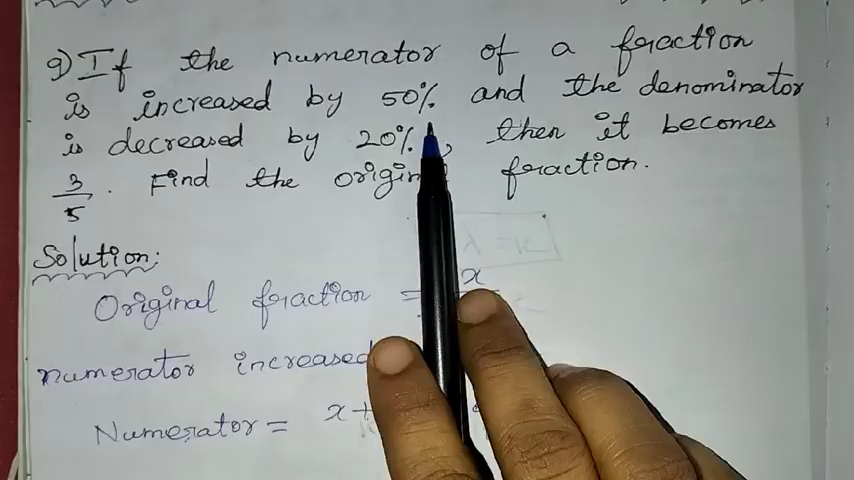 9) If the numerator of a fraction
is increased by 50% and the denominator
is decreased by 20%, then it becomes
3/5. Find the original fraction.
Solution:
Original fraction = x
numerator increased
Numerator = x+